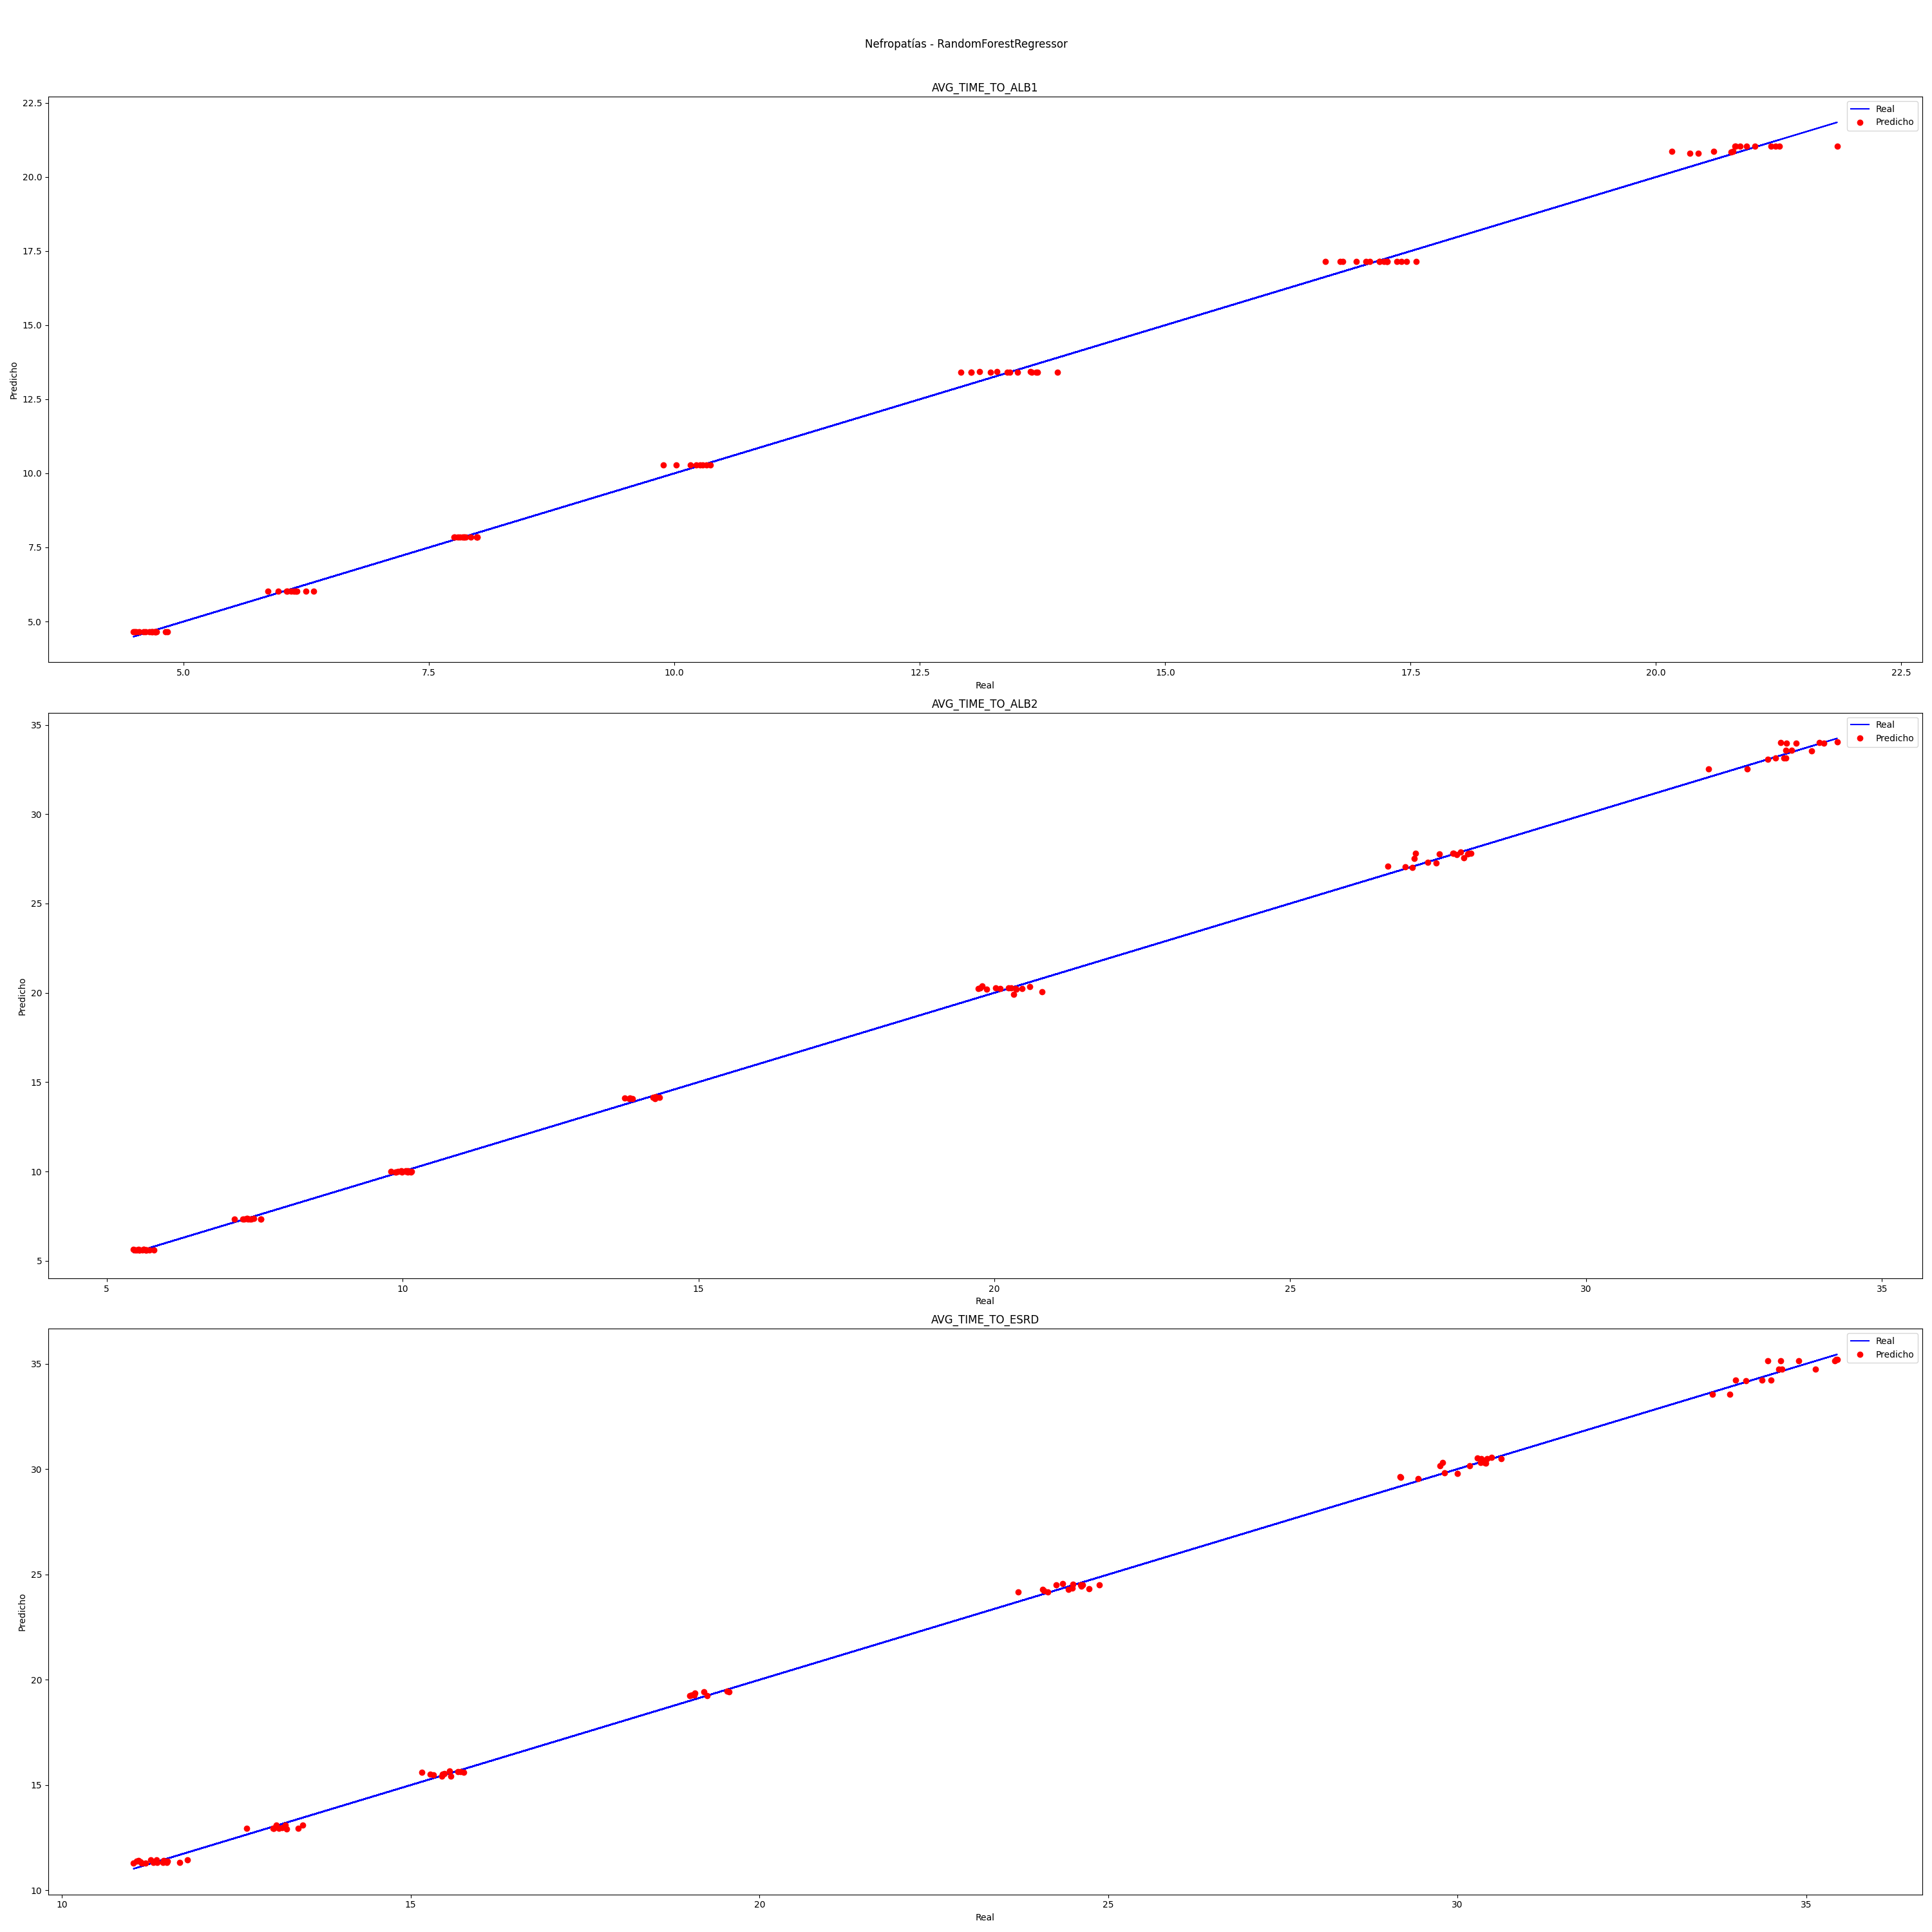 Nefropatías - RandomForestRegressor
AVG_TIME_TO_ALB1
Real
Predicho
22.5
20.0
17.5
15.0
12.5
10.0
7.5
5.0
Predicho
5.0 7.5 10.0 12.5 15.0 17.5 20.0 22.5
Real
AVG_TIME_TO_ALB2
Real
Predicho
35
30
25
20
15
10
5
Predicho
5 10 15 20 25 30 35
Real
AVG_TIME_TO_ESRD
Real
Predicho
35
30
25
20
15
10
Predicho
10 15 20 25 30 35
Real